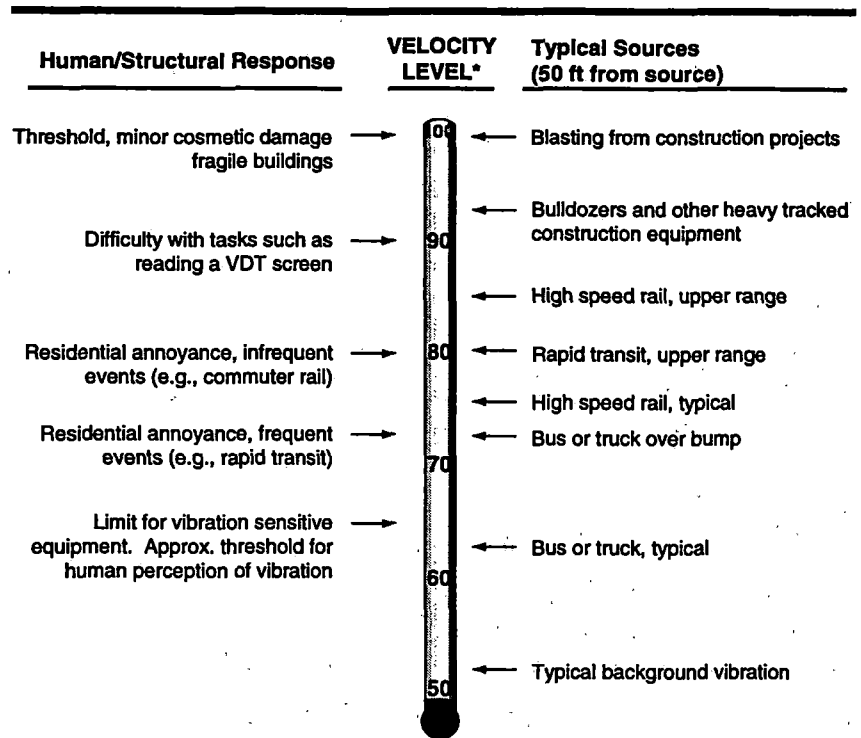 Human/Structural Response
VELOCITY
LEVEL*
Typical Sources
(50 ft from source)
Threshold, minor cosmetic damage
fragile buildings
100
Blasting from construction projects
Bulldozers and other heavy tracked
construction equipment
Difficulty with tasks such as
reading a VDT screen
90
High speed rail, upper range
Residential annoyance, infrequent
events (e.g., commuter rail)
80
Rapid transit, upper range
High speed rail, typical
Residential annoyance, frequent
events (e.g., rapid transit)
Bus or truck over bump
70
Limit for vibration sensitive
equipment. Approx. threshold for
human perception of vibration
Bus or truck, typical
60
Typical background vibration
50